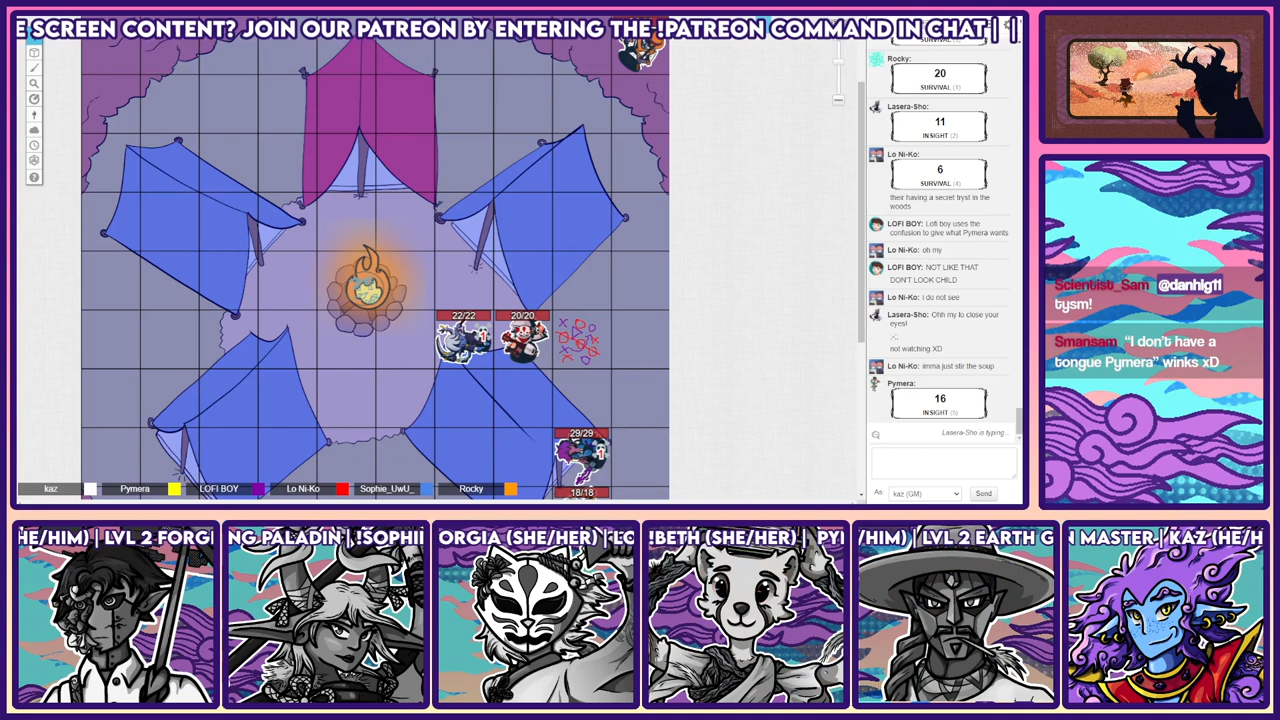 E SCREEN CONTENT? JOIN OUR PATREON BY ENTERING THE !PATREON COMMAND IN CHAT | |
22/22
20/20
29/29
18/18
kaz
Pymera
LOFI BOY
Lo Ni-Ko
Sophie_UwU_
Rocky
Rocky:
20
SURVIVAL (1)
Lasera-Sho:
11
INSIGHT (2)
Lo Ni-Ko:
6
SURVIVAL (4)
their having a secret tryst in the
woods
LOFI BOY: Lofi boy uses the
confusion to give what Pymera wants
Lo Ni-Ko: oh my
LOFI BOY: NOT LIKE THAT
DON'T LOOK CHILD
Lo Ni-Ko: i do not see
Lasera-Sho: Ohh my lo close your
eyes!
;-;
not watching XD
Lo Ni-Ko: imma just stir the soup
Pymera:
16
INSIGHT (5)
Lasera-Sho is typing...
As:
kaz (GM)
Send
Scientist_Sam @danhlg11
tysm!
Smansam "I don't have a
tongue Pymera" winks xD
HE/HIM) | LVL 2 FORG
NG PALADIN | !SOPHI
ORGIA (SHE/HER) | LO
!BETH (SHE/HER) | PY
/HIM) | LVL 2 EARTH G
N MASTER | KAZ (HE/H